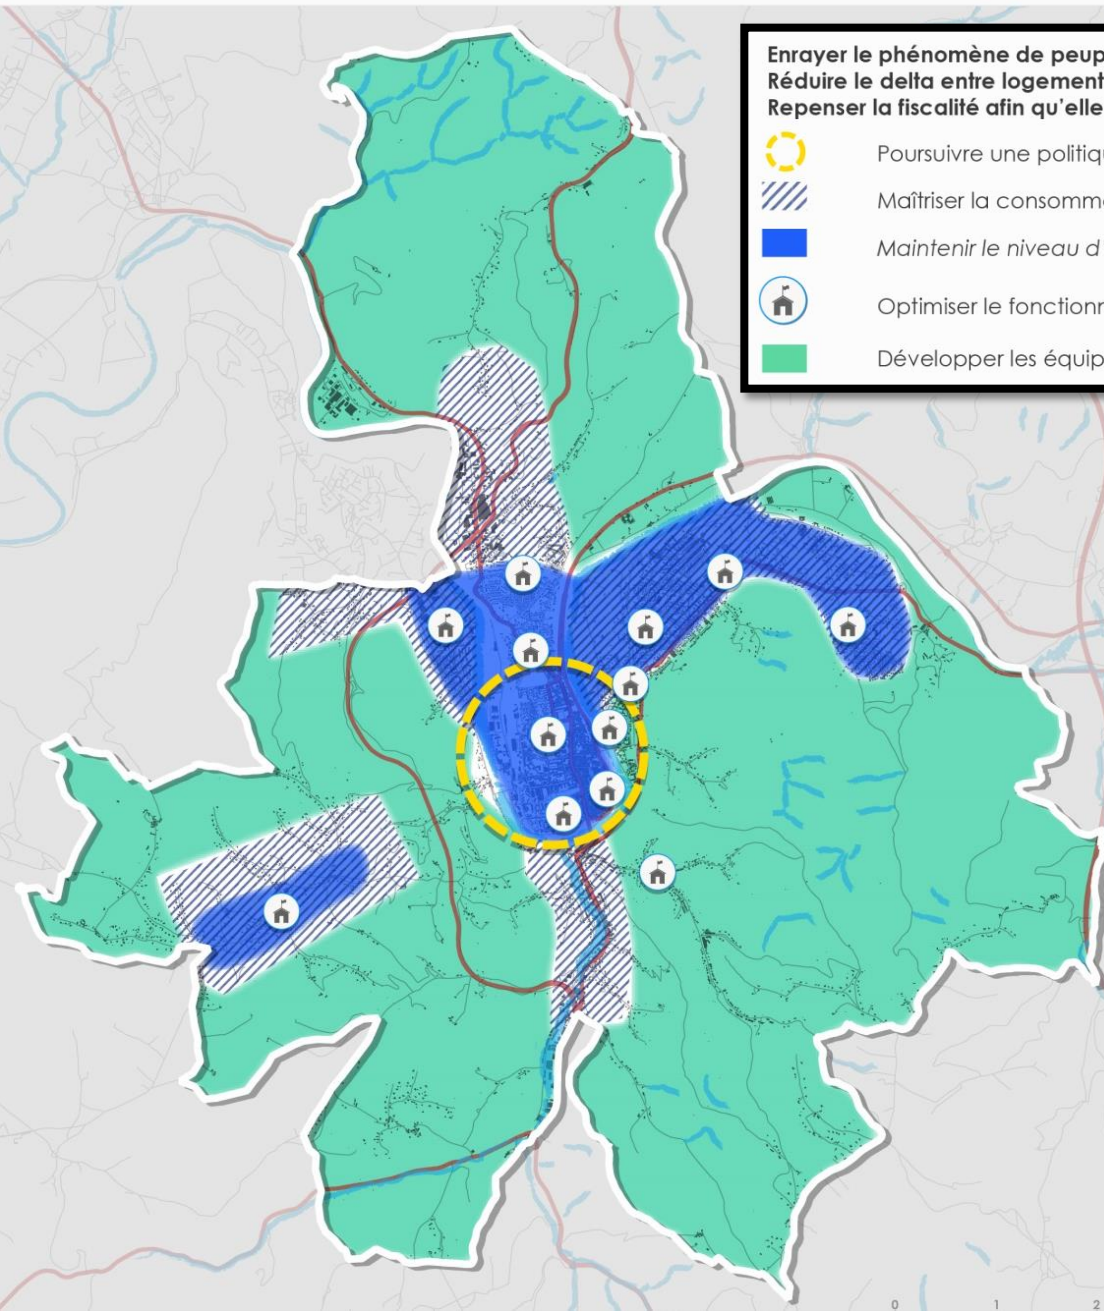 Enrayer le phénomène de peup
Réduire le delta entre logement
Repenser la fiscalité afin qu'elle
Poursuivre une politiq
Maîtriser la consomm
Maintenir le niveau d'
Optimiser le fonctionn
Développer les équip
0 1 2